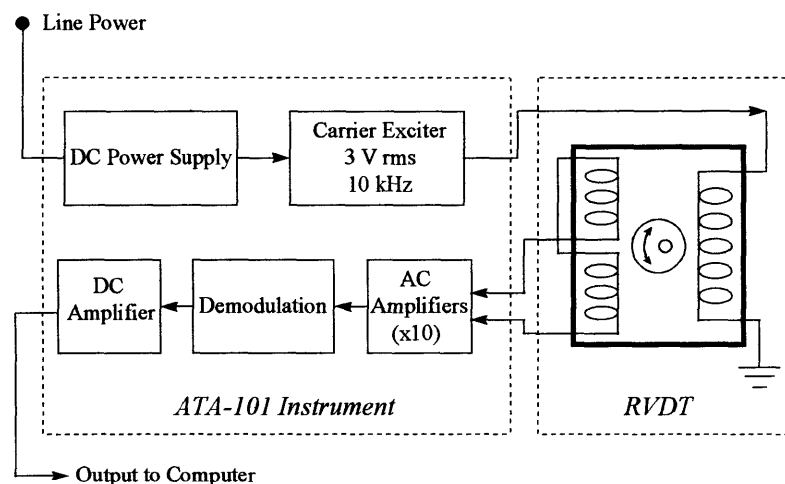 Line Power
DC Power Supply
Carrier Exciter
3 V rms
10 kHz
DC
Amplifier
Demodulation
AC
Amplifiers
(x10)
ATA-101 Instrument
RVDT
Output to Computer